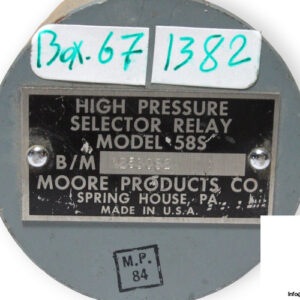 Box.67
1382
HIGH PRESSURE
SELECTOR RELAY
MODEL 58S
B/M
MOORE PRODUCTS CO.
SPRING HOUSE, PA.
MADE IN U.S.A.
M.P.
84